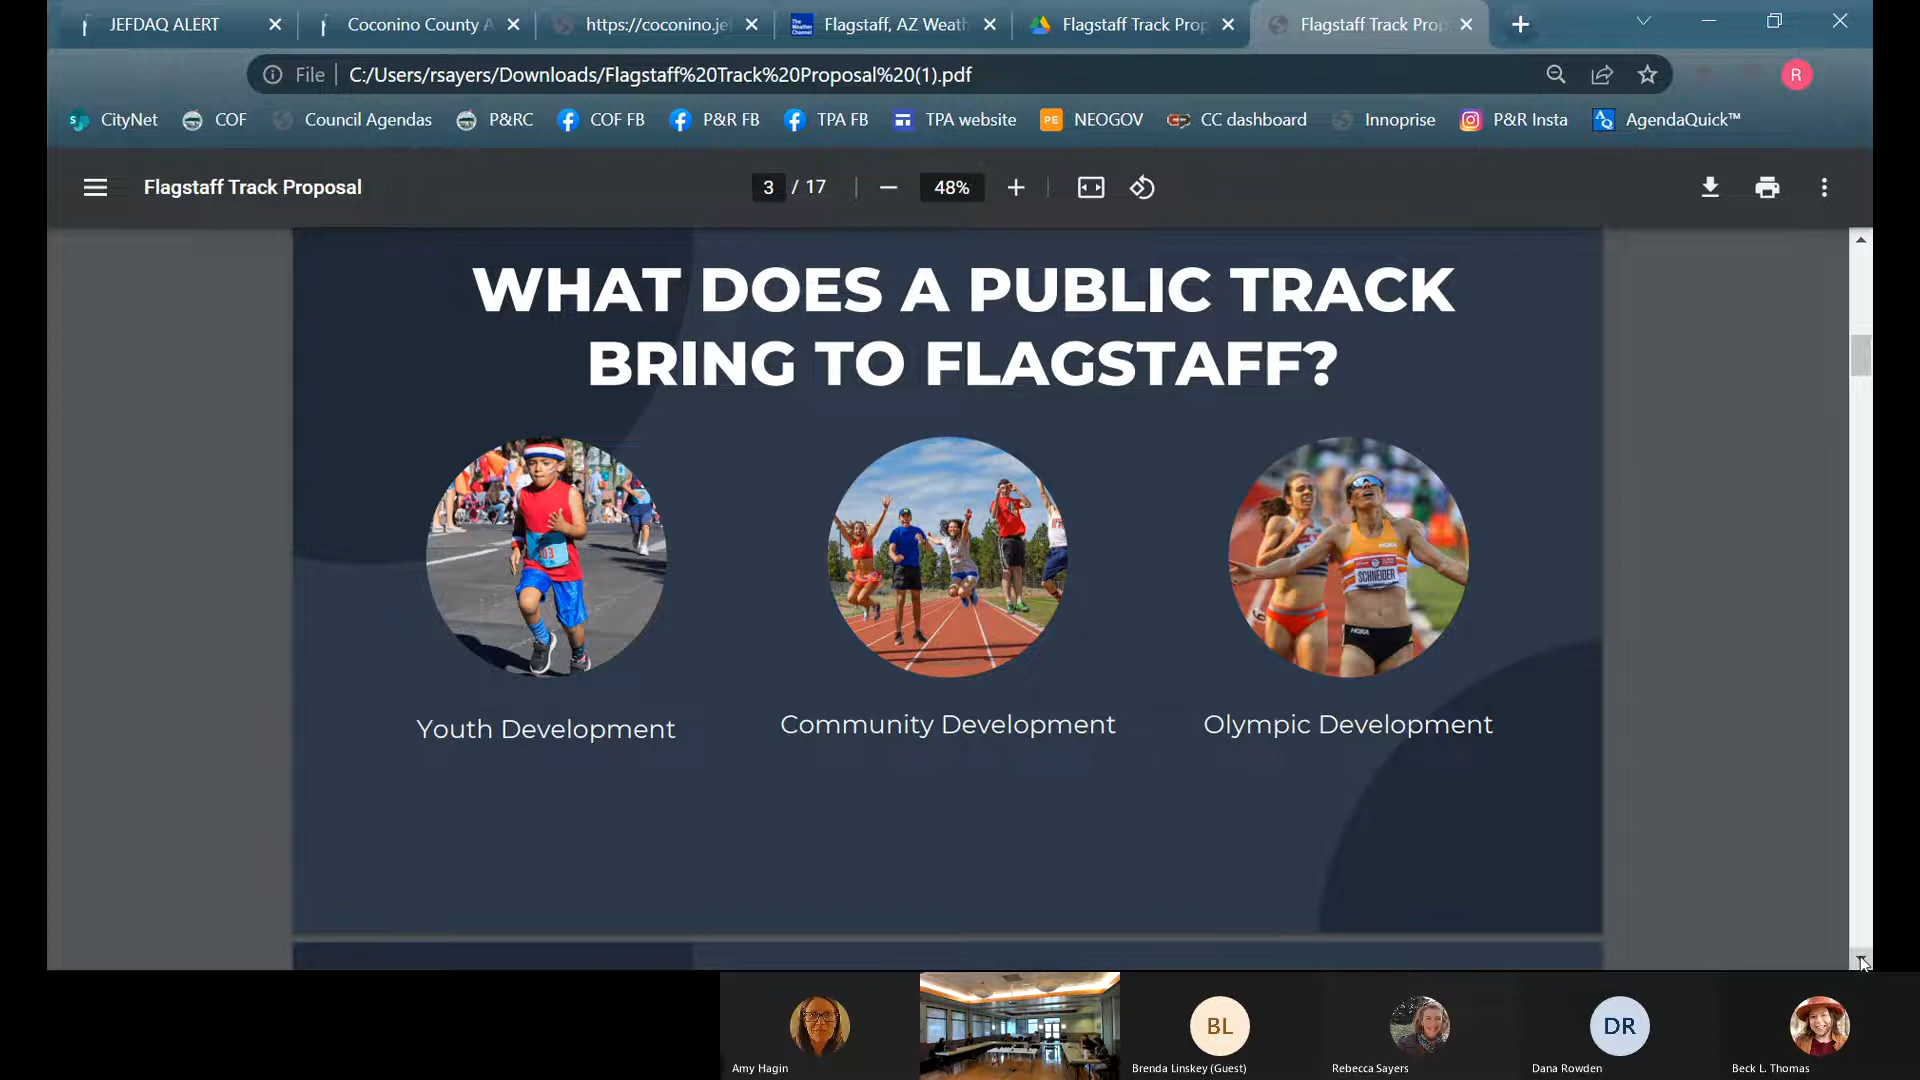 JEFDAQ ALERT
Coconino County A
https://coconino.je
Flagstaff, AZ Weath
Flagstaff Track Prop
Flagstaff Track Prop
File
C:/Users/rsayers/Downloads/Flagstaff%20Track%20Proposal%20(1).pdf
R
CityNet
COF
Council Agendas
P&RC
COF FB
P&R FB
TPA FB
TPA website
PE
NEOGOV
CC dashboard
Innoprise
P&R Insta
AgendaQuick™
Flagstaff Track Proposal
3 / 17
48%
WHAT DOES A PUBLIC TRACK
BRING TO FLAGSTAFF?
HOKA
SCHNEIDER
HOKA
Youth Development
Community Development
Olympic Development
BL
DR
Amy Hagin
Brenda Linskey (Guest)
Rebecca Sayers
Dana Rowden
Beck L. Thomas